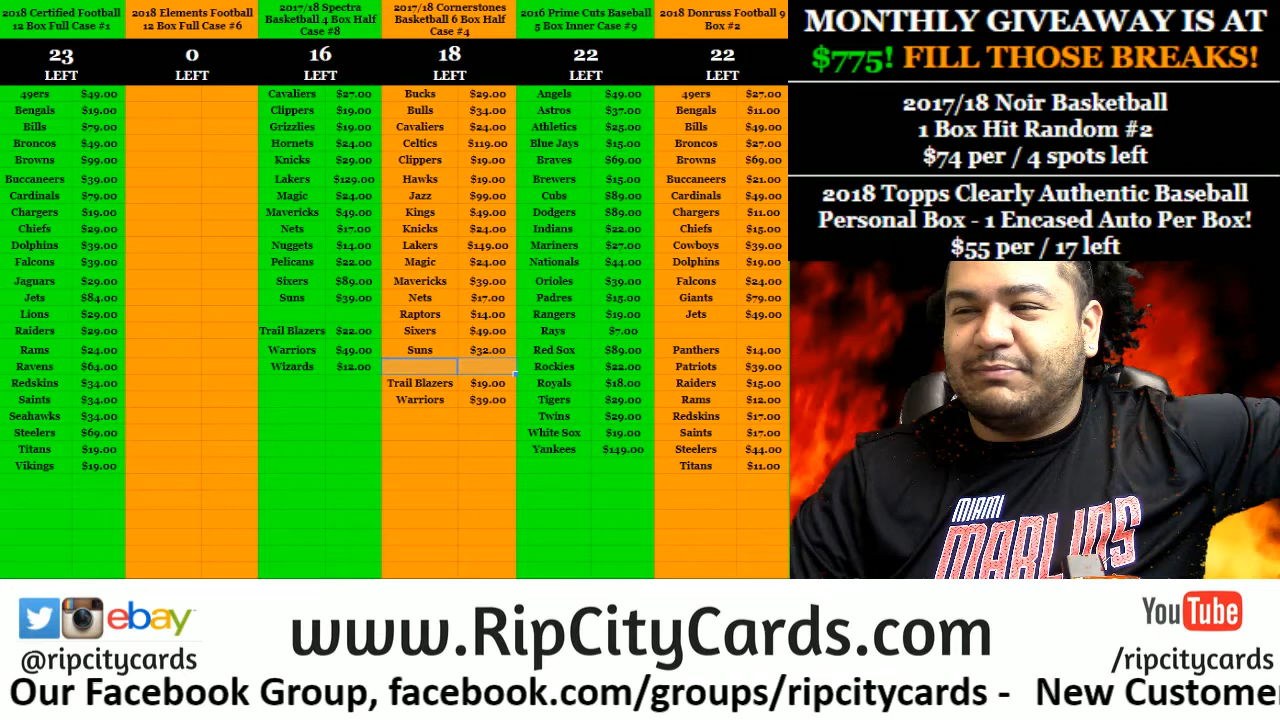 2018 Certified Football 12 Box Full Case #1
23
LEFT
49ers $49.00
Bengals $19.00
Bills $79.00
Broncos $49.00
Browns $99.00
Buccaneers $39.00
Cardinals $79.00
Chargers $19.00
Chiefs $29.00
Dolphins $39.00
Falcons $39.00
Jaguars $29.00
Jets $84.00
Lions $29.00
Raiders $29.00
Rams $24.00
Ravens $64.00
Redskins $34.00
Saints $34.00
Seahawks $34.00
Steelers $69.00
Titans $19.00
Vikings $19.00
2018 Elements Football 12 Box Full Case #6
0
LEFT
2017/18 Spectra Basketball 4 Box Half Case #8
16
LEFT
Cavaliers $27.00
Clippers $19.00
Grizzlies $19.00
Hornets $24.00
Knicks $29.00
Lakers $129.00
Magic $24.00
Mavericks $49.00
Nets $17.00
Nuggets $14.00
Pelicans $22.00
Sixers $89.00
Suns $39.00
Trail Blazers $22.00
Warriors $49.00
Wizards $12.00
2017/18 Cornerstones Basketball 6 Box Half Case #4
18
LEFT
Bucks $29.00
Bulls $34.00
Cavaliers $24.00
Celtics $119.00
Clippers $19.00
Hawks $19.00
Jazz $99.00
Kings $49.00
Knicks $24.00
Lakers $149.00
Magic $24.00
Mavericks $39.00
Nets $17.00
Raptors $14.00
Sixers $49.00
Suns $32.00
Trail Blazers $19.00
Warriors $39.00
2016 Prime Cuts Baseball 5 Box Inner Case #9
22
LEFT
Angels $49.00
Astros $37.00
Athletics $25.00
Blue Jays $15.00
Braves $69.00
Brewers $15.00
Cubs $89.00
Dodgers $89.00
Indians $22.00
Mariners $27.00
Nationals $44.00
Orioles $39.00
Padres $15.00
Rangers $19.00
Rays $7.00
Red Sox $89.00
Rockies $22.00
Royals $18.00
Tigers $29.00
Twins $29.00
White Sox $19.00
Yankees $149.00
2018 Donruss Football 9 Box #2
22
LEFT
49ers $27.00
Bengals $11.00
Bills $49.00
Broncos $27.00
Browns $69.00
Buccaneers $21.00
Cardinals $49.00
Chargers $11.00
Chiefs $15.00
Cowboys $39.00
Dolphins $19.00
Falcons $24.00
Giants $79.00
Jets $49.00
Panthers $14.00
Patriots $39.00
Raiders $15.00
Rams $12.00
Redskins $17.00
Saints $17.00
Steelers $44.00
Titans $11.00
MONTHLY GIVEAWAY IS AT
$775! FILL THOSE BREAKS!
2017/18 Noir Basketball
1 Box Hit Random #2
$74 per / 4 spots left
2018 Topps Clearly Authentic Baseball
Personal Box - 1 Encased Auto Per Box!
$55 per / 17 left
MIAMI
MARLINS
ebay
@ripcitycards
www.RipCityCards.com
YouTube
/ripcitycards
Our Facebook Group, facebook.com/groups/ripcitycards - New Customer